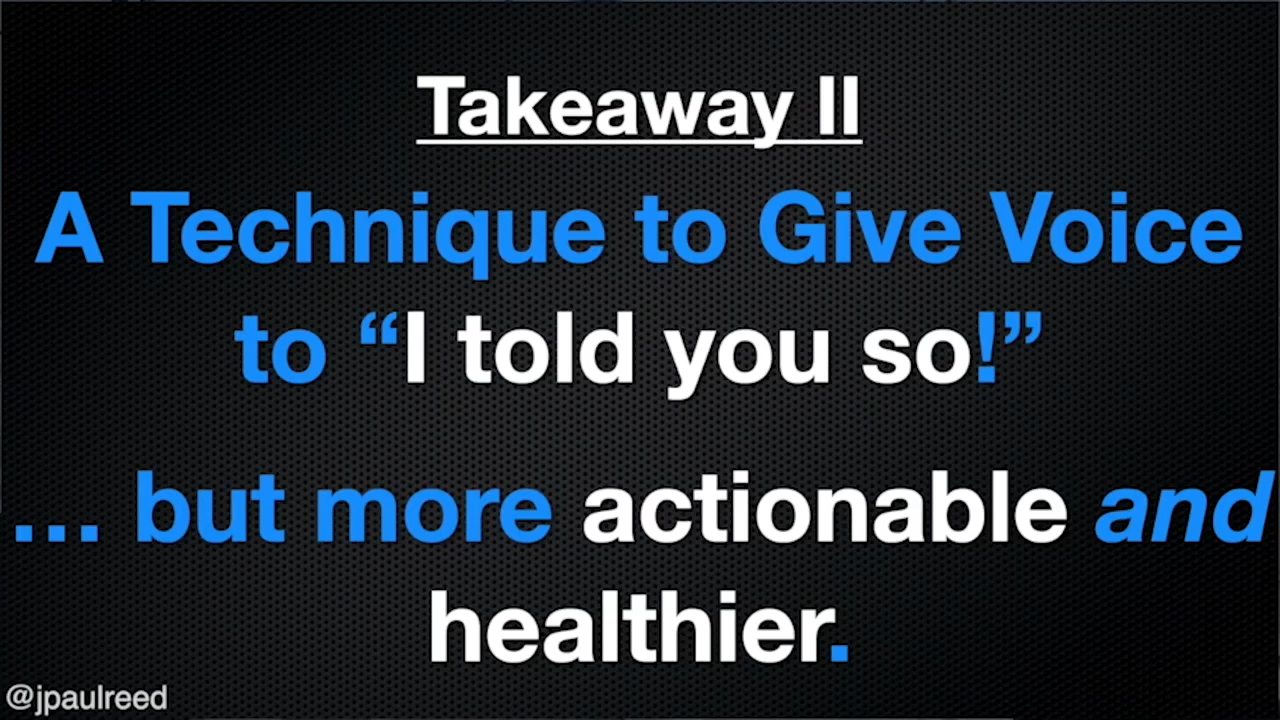 Takeaway II
A Technique to Give Voice
to “I told you so!”
... but more actionable and
healthier.
@jpaulreed